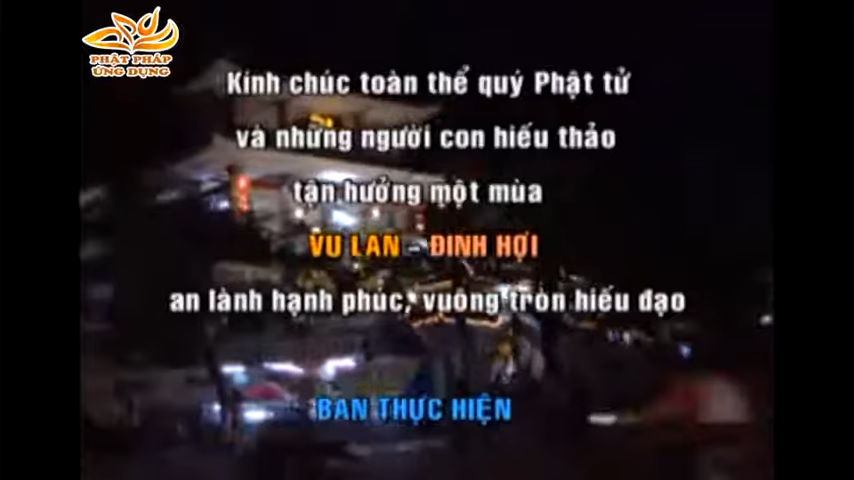 PHẬT PHÁP
ỨNG DỤNG
Kính chúc toàn thể quý Phật tử
và những người con hiếu thảo
tận hưởng một mùa
VU LAN - ĐINH HỢI
an lành hạnh phúc, vuông tròn hiếu đạo
BAN THỰC HIỆN